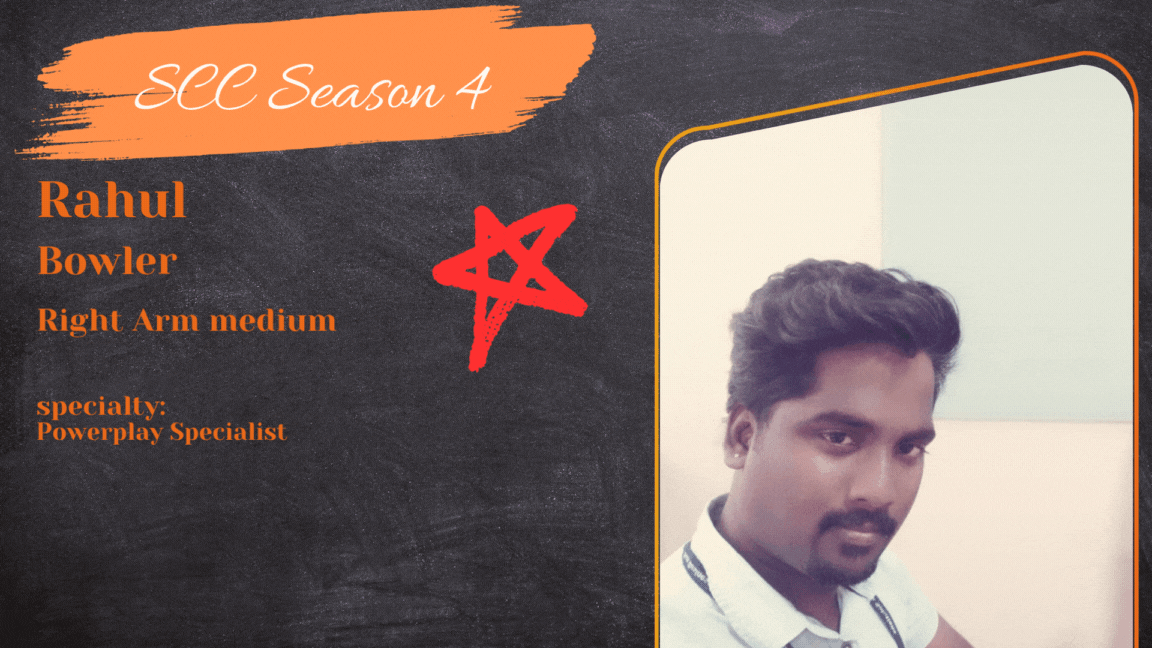 SCC Season 4
Rahul
Bowler
Right Arm medium
specialty:
Powerplay Specialist